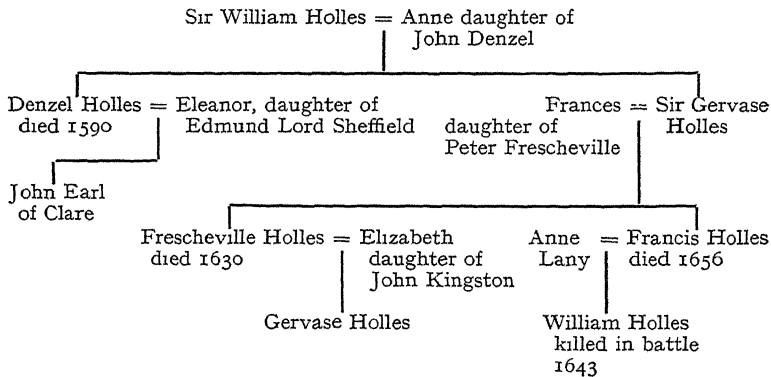 Sir William Holles = Anne daughter of
John Denzel
Denzel Holles = Eleanor, daughter of
died 1590
Edmund Lord Sheffield
Frances = Sir Gervase
daughter of
Holles
Peter Frescheville
John Earl
of Clare
Frescheville Holles = Elizabeth
died 1630
daughter of
John Kingston
Anne = Francis Holles
Lany
died 1656
Gervase Holles
William Holles
killed in battle
1643